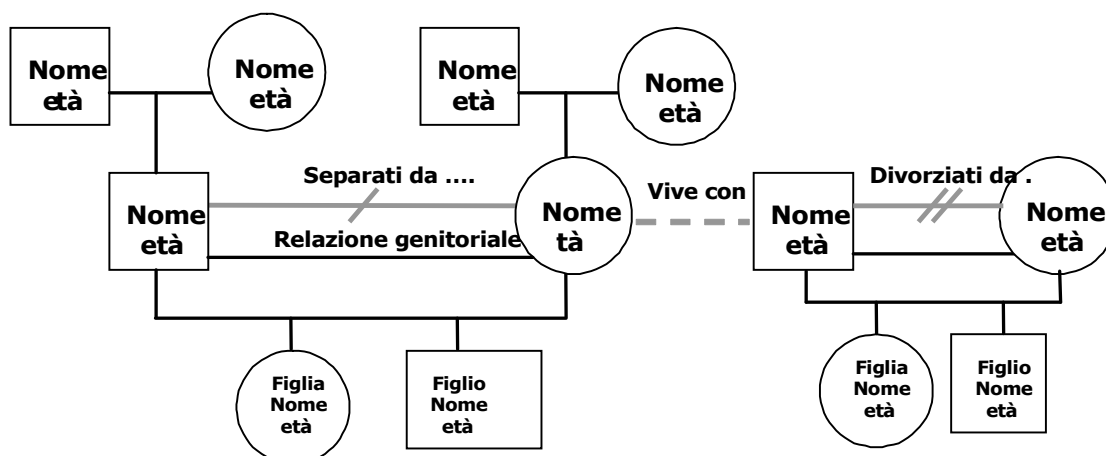 Nome
età
Nome
età
Nome
età
Nome
età
Separati da ....
Vive con
Divorziati da .
Nome
età
Relazione genitoriale
Nome
tà
Nome
età
Nome
età
Figlia
Nome
età
Figlio
Nome
età
Figlia
Nome
età
Figlio
Nome
età